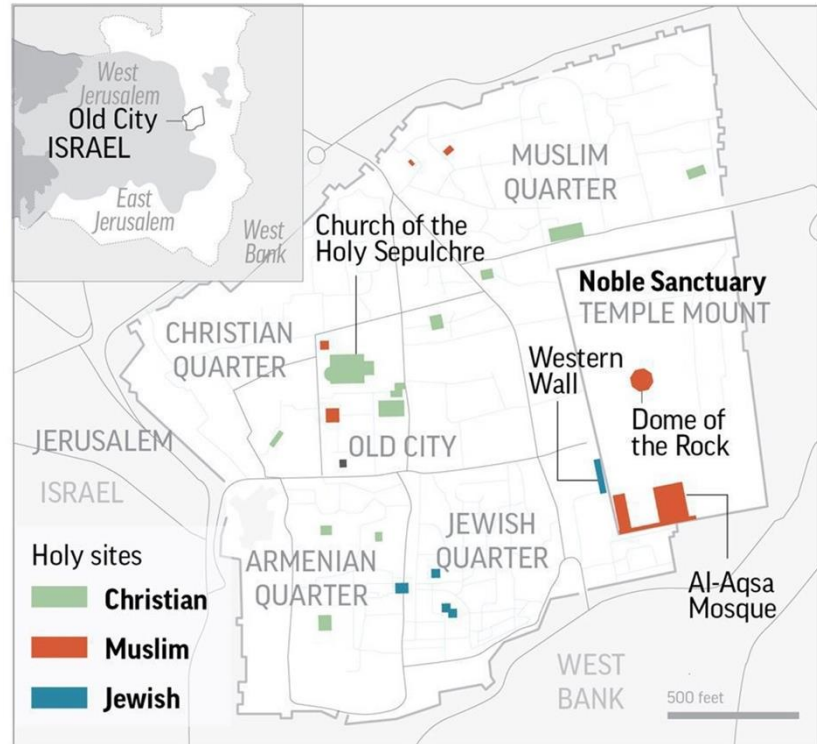 West
Jerusalem
Old City
ISRAEL
East
Jerusalem
West
Bank
MUSLIM
QUARTER
Church of the
Holy Sepulchre
Noble Sanctuary
TEMPLE MOUNT
CHRISTIAN
QUARTER
Western
Wall
Dome of
the Rock
JERUSALEM
OLD CITY
ISRAEL
JEWISH
QUARTER
ARMENIAN
QUARTER
Al-Aqsa
Mosque
Holy sites
Christian
Muslim
Jewish
WEST
BANK
500 feet